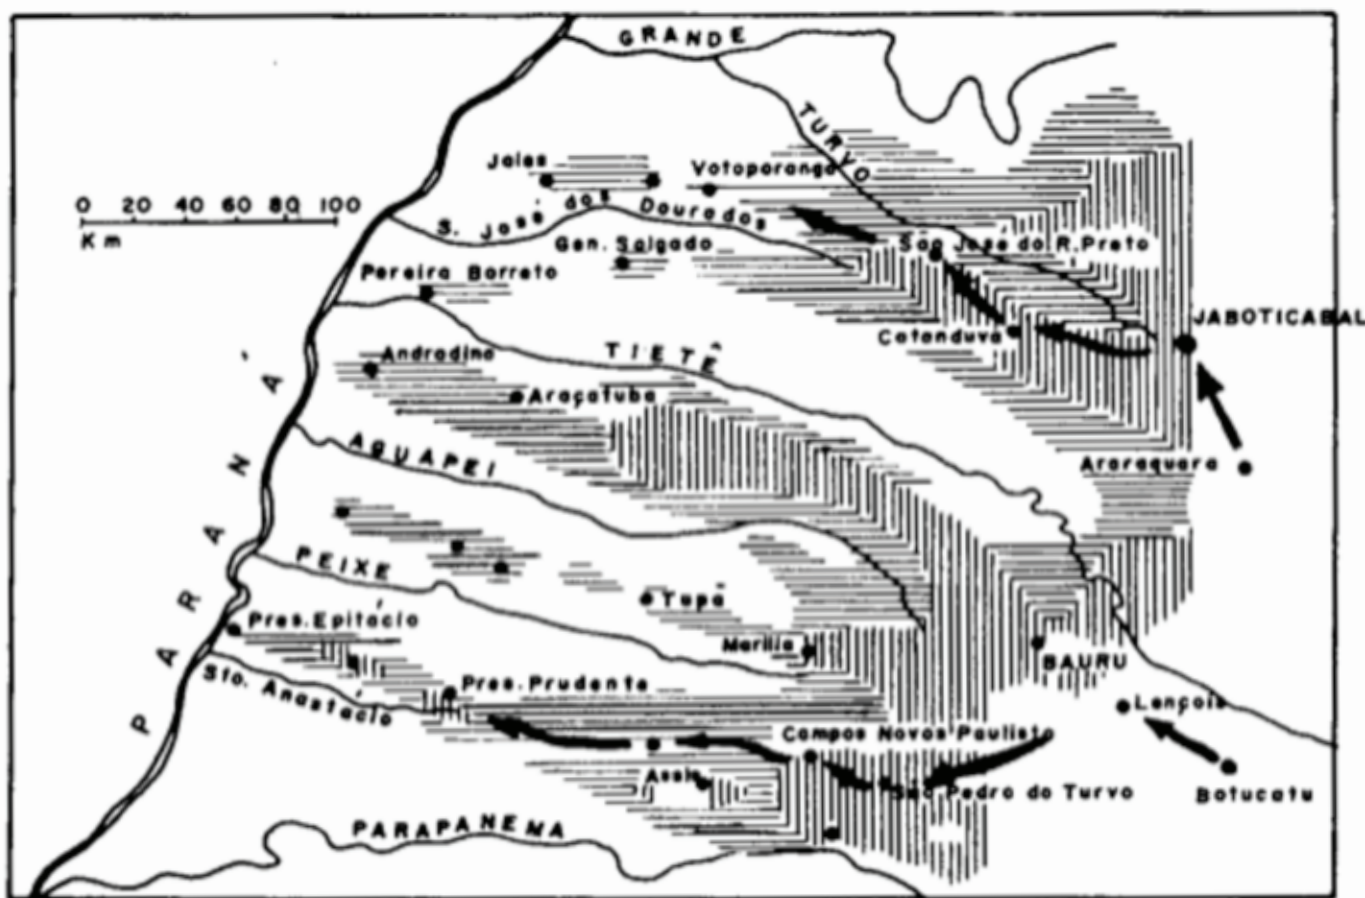 GRANDE
TURVO
Jales
Votoporanga
0 20 40 60 80 100
Km
S. José dos Dourados
São José do R. Preto
Gen. Salgado
Pereira Barreto
JABOTICABAL
Catanduva
TIETÊ
Andradina
Araçatuba
AGUAPEI
Araraquara
PARANÁ
PEIXE
Tupã
Pres. Epitácio
Marília
BAURU
Sto. Anastácio
Pres. Prudente
Lençois
Campos Novos Paulista
Assis
São Pedro do Turvo
Botucatu
PARAPANEMA